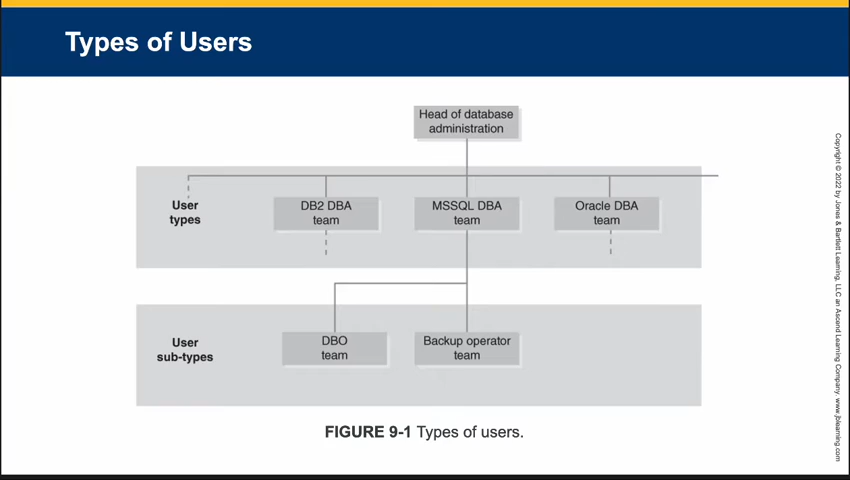 Types of Users
Head of database
administration
User
types
DB2 DBA
team
MSSQL DBA
team
Oracle DBA
team
User
sub-types
DBO
team
Backup operator
team
FIGURE 9-1 Types of users.
Copyright © 2022 by Jones & Bartlett Learning, LLC an Ascend Learning Company. www.jblearning.com